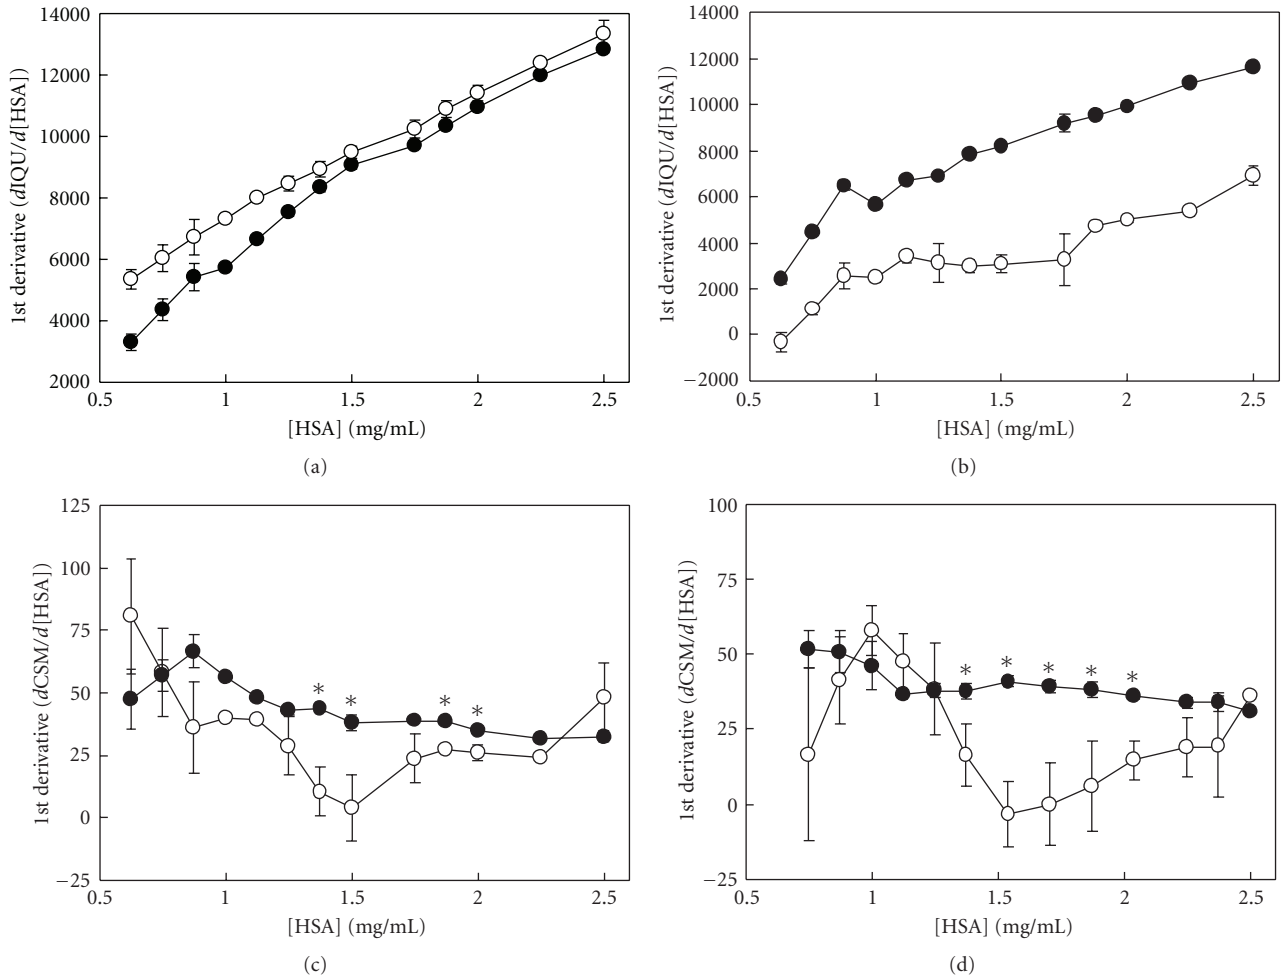 14000
12000
10000
8000
6000
4000
2000
0.5 1 1.5 2 2.5
1st derivative (dIQU/d[HSA])
[HSA] (mg/mL)
(a)
14000
12000
10000
8000
6000
4000
2000
0
−2000
0.5 1 1.5 2 2.5
1st derivative (dIQU/d[HSA])
[HSA] (mg/mL)
(b)
125
100
75
50
25
0
−25
0.5 1 1.5 2 2.5
1st derivative (dCSM/d[HSA])
∗ ∗ ∗ ∗
[HSA] (mg/mL)
(c)
100
75
50
25
0
−25
0.5 1 1.5 2 2.5
1st derivative (dCSM/d[HSA])
∗ ∗ ∗ ∗ ∗
[HSA] (mg/mL)
(d)